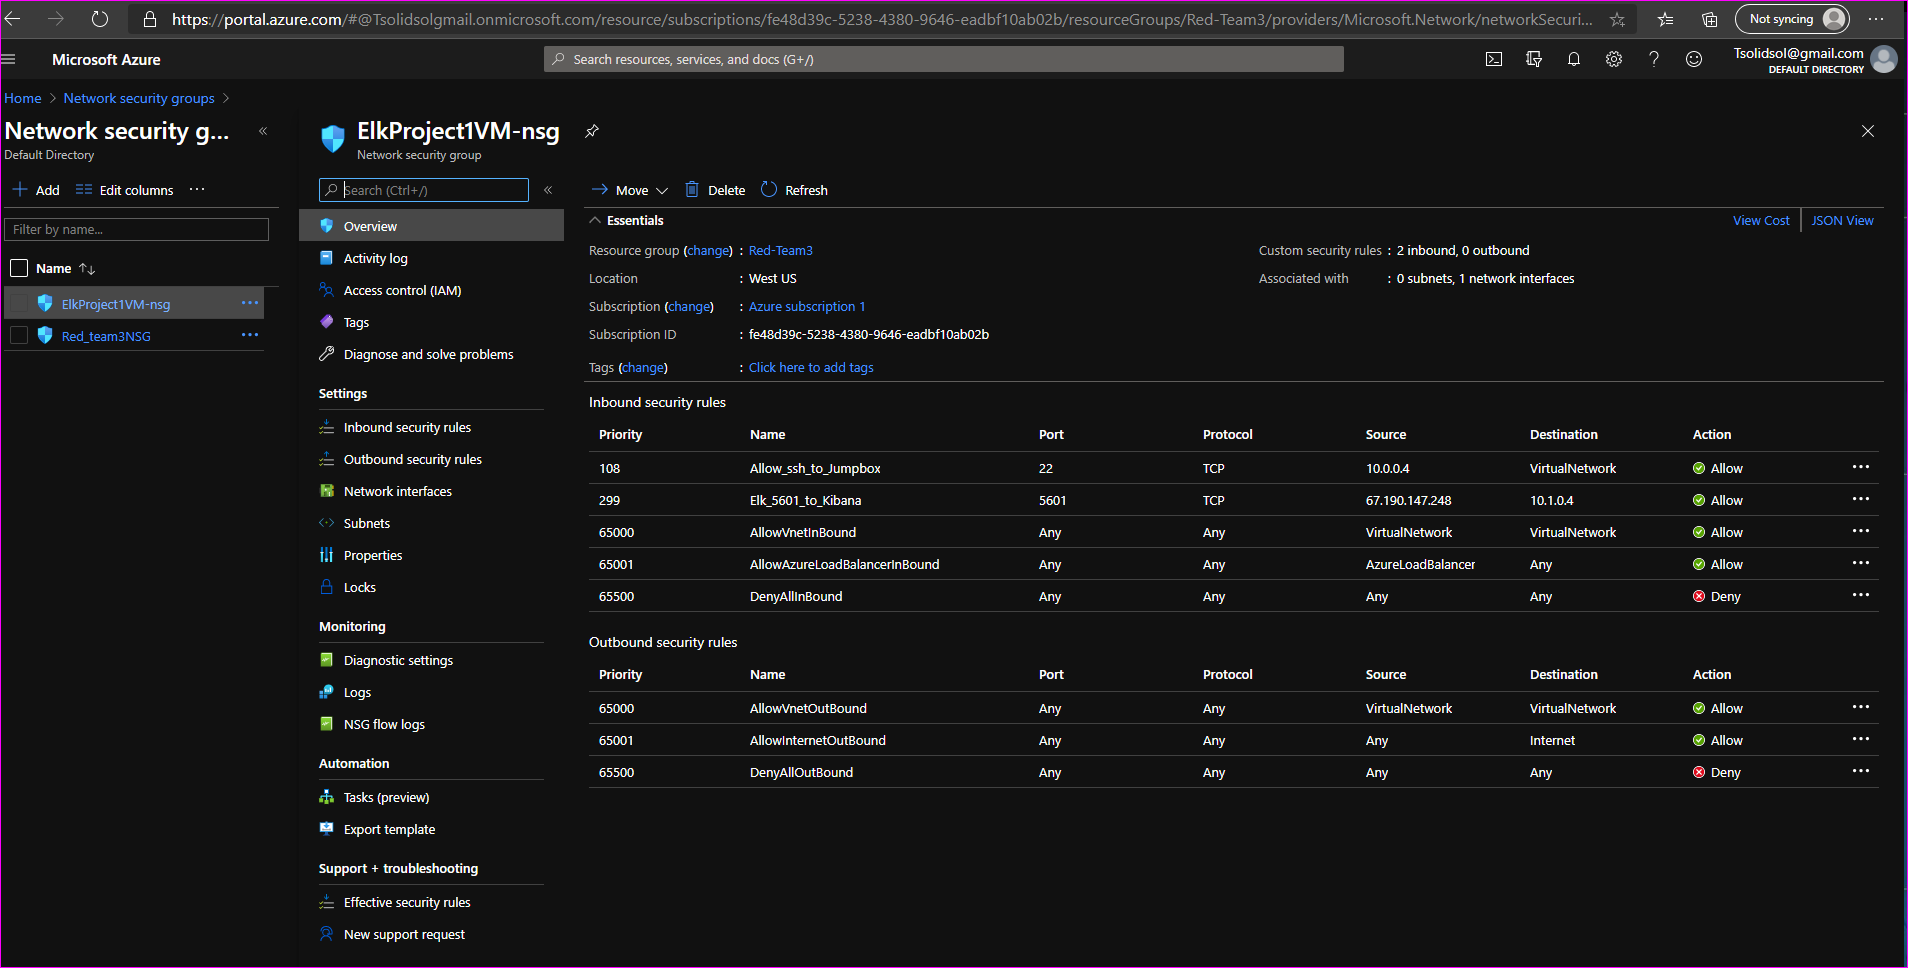 https://portal.azure.com/#@Tsolidsolgmail.onmicrosoft.com/resource/subscriptions/fe48d39c-5238-4380-9646-eadbf10ab02b/resourceGroups/Red-Team3/providers/Microsoft.Network/networkSecuri...
Not syncing
Microsoft Azure
Search resources, services, and docs (G+/)
Tsolidsol@gmail.com
DEFAULT DIRECTORY
Home > Network security groups >
Network security g...
Default Directory
Add Edit columns ...
Filter by name...
Name
ElkProject1VM-nsg
Red_team3NSG
ElkProject1VM-nsg
Network security group
Search (Ctrl+/)
Overview
Activity log
Access control (IAM)
Tags
Diagnose and solve problems
Settings
Inbound security rules
Outbound security rules
Network interfaces
Subnets
Properties
Locks
Monitoring
Diagnostic settings
Logs
NSG flow logs
Automation
Tasks (preview)
Export template
Support + troubleshooting
Effective security rules
New support request
Move Delete Refresh
Essentials
View Cost JSON View
Resource group (change) : Red-Team3
Location : West US
Subscription (change) : Azure subscription 1
Subscription ID : fe48d39c-5238-4380-9646-eadbf10ab02b
Tags (change) : Click here to add tags
Custom security rules : 2 inbound, 0 outbound
Associated with : 0 subnets, 1 network interfaces
Inbound security rules
Priority Name Port Protocol Source Destination Action
108 Allow_ssh_to_Jumpbox 22 TCP 10.0.0.4 VirtualNetwork Allow
299 Elk_5601_to_Kibana 5601 TCP 67.190.147.248 10.1.0.4 Allow
65000 AllowVnetInBound Any Any VirtualNetwork VirtualNetwork Allow
65001 AllowAzureLoadBalancerInBound Any Any AzureLoadBalancer Any Allow
65500 DenyAllInBound Any Any Any Any Deny
Outbound security rules
Priority Name Port Protocol Source Destination Action
65000 AllowVnetOutBound Any Any VirtualNetwork VirtualNetwork Allow
65001 AllowInternetOutBound Any Any Any Internet Allow
65500 DenyAllOutBound Any Any Any Any Deny